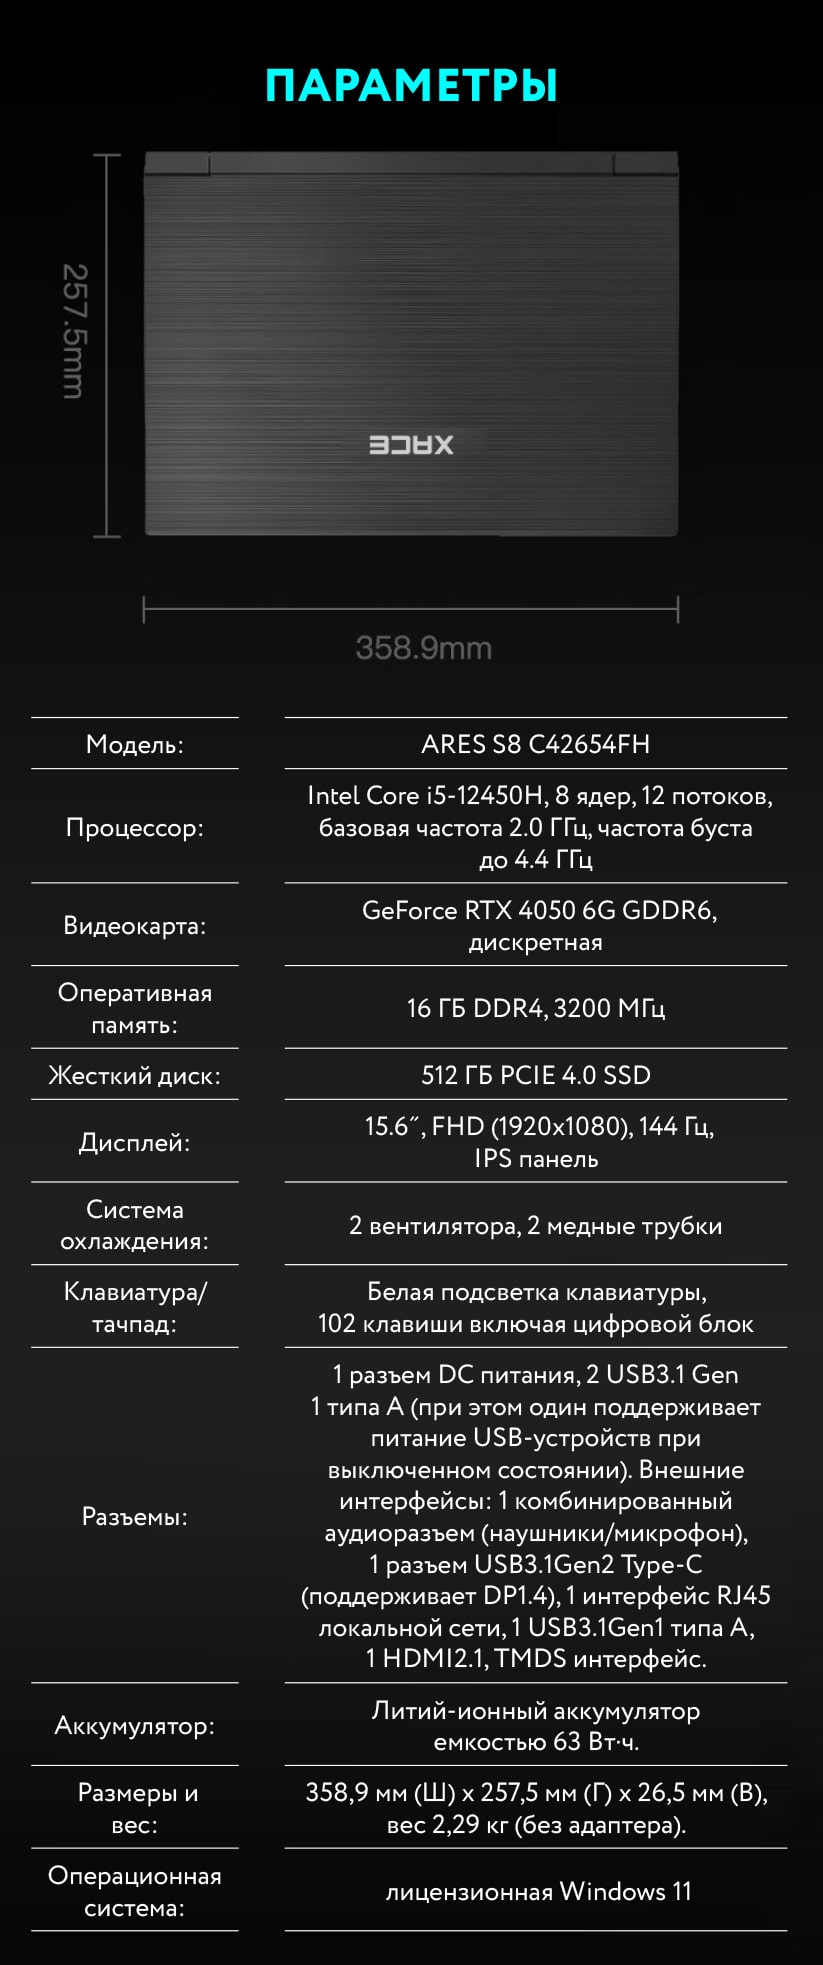 ПАРАМЕТРЫ
257.5mm
XACE
358.9mm
Модель:
ARES S8 C42654FH
Процессор:
Intel Core i5-12450H, 8 ядер, 12 потоков,
базовая частота 2.0 ГГц, частота буста
до 4.4 ГГц
Видеокарта:
GeForce RTX 4050 6G GDDR6,
дискретная
Оперативная
память:
16 ГБ DDR4, 3200 МГц
Жесткий диск:
512 ГБ PCIE 4.0 SSD
Дисплей:
15.6˝, FHD (1920x1080), 144 Гц,
IPS панель
Система
охлаждения:
2 вентилятора, 2 медные трубки
Клавиатура/
тачпад:
Белая подсветка клавиатуры,
102 клавиши включая цифровой блок
Разъемы:
1 разъем DC питания, 2 USB3.1 Gen
1 типа A (при этом один поддерживает
питание USB-устройств при
выключенном состоянии). Внешние
интерфейсы: 1 комбинированный
аудиоразъем (наушники/микрофон),
1 разъем USB3.1Gen2 Type-C
(поддерживает DP1.4), 1 интерфейс RJ45
локальной сети, 1 USB3.1Gen1 типа A,
1 HDMI2.1, TMDS интерфейс.
Аккумулятор:
Литий-ионный аккумулятор
емкостью 63 Вт·ч.
Размеры и
вес:
358,9 мм (Ш) x 257,5 мм (Г) x 26,5 мм (В),
вес 2,29 кг (без адаптера).
Операционная
система:
лицензионная Windows 11